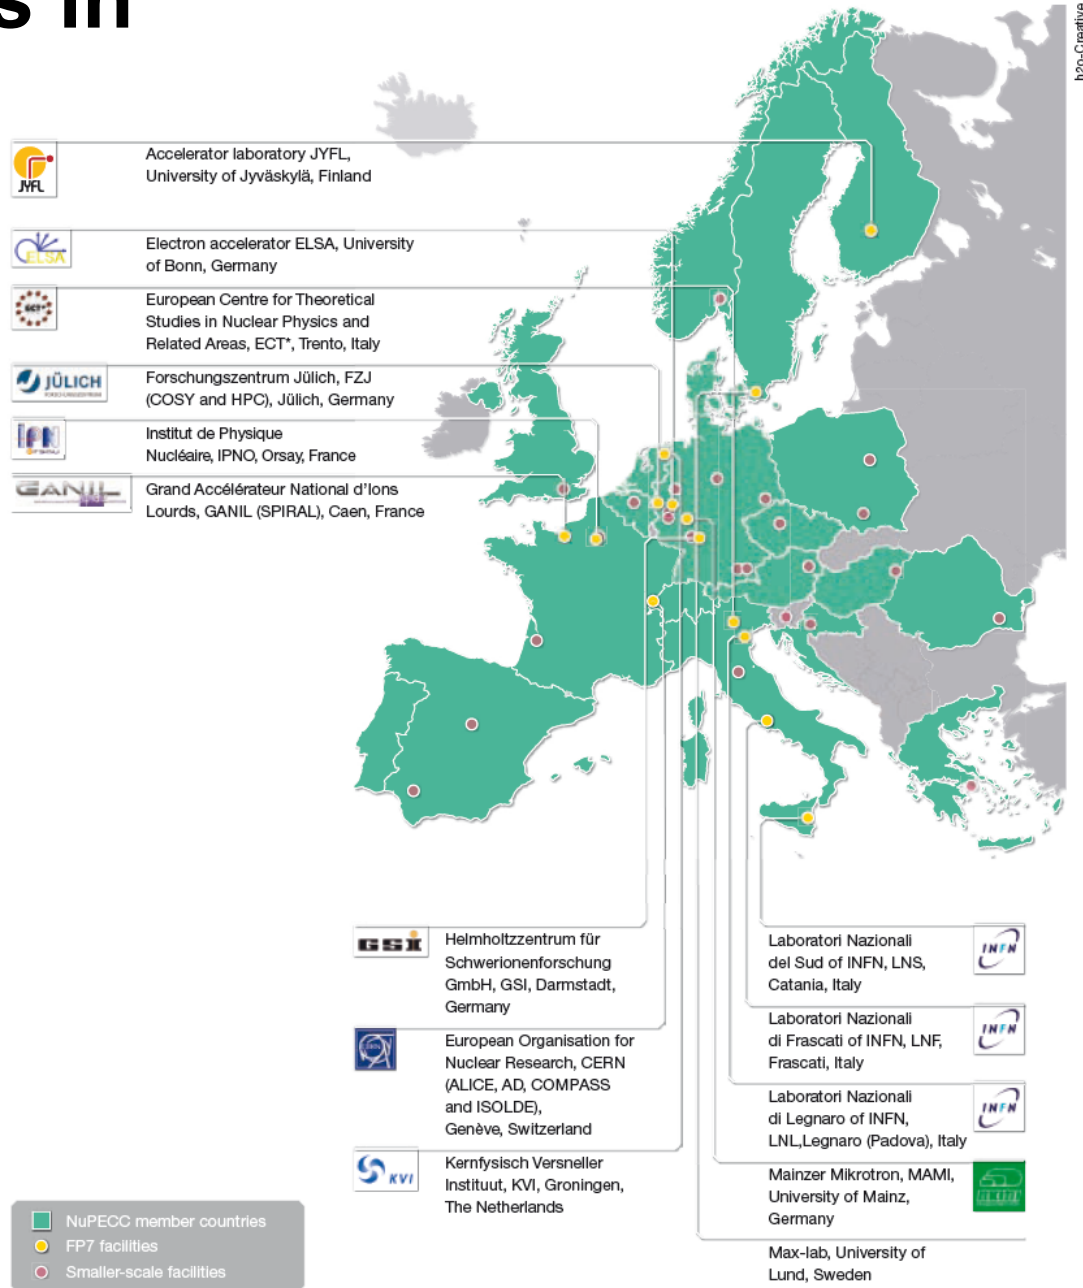 s in
h2o-Creative
JYFL
Accelerator laboratory JYFL,
University of Jyväskylä, Finland
ELSA
Electron accelerator ELSA, University
of Bonn, Germany
ECT*
European Centre for Theoretical
Studies in Nuclear Physics and
Related Areas, ECT*, Trento, Italy
JÜLICH
FORSCHUNGSZENTRUM
Forschungszentrum Jülich, FZJ
(COSY and HPC), Jülich, Germany
IPN
ORSAY
Institut de Physique
Nucléaire, IPNO, Orsay, France
GANIL
Grand Accélérateur National d'Ions
Lourds, GANIL (SPIRAL), Caen, France
GSI
Helmholtzzentrum für
Schwerionenforschung
GmbH, GSI, Darmstadt,
Germany
European Organisation for
Nuclear Research, CERN
(ALICE, AD, COMPASS
and ISOLDE),
Genève, Switzerland
KVI
Kernfysisch Versneller
Instituut, KVI, Groningen,
The Netherlands
Laboratori Nazionali
del Sud of INFN, LNS,
Catania, Italy
INFN
Laboratori Nazionali
di Frascati of INFN, LNF,
Frascati, Italy
INFN
Laboratori Nazionali
di Legnaro of INFN,
LNL,Legnaro (Padova), Italy
INFN
Mainzer Mikrotron, MAMI,
University of Mainz,
Germany
Max-lab, University of
Lund, Sweden
NuPECC member countries
FP7 facilities
Smaller-scale facilities